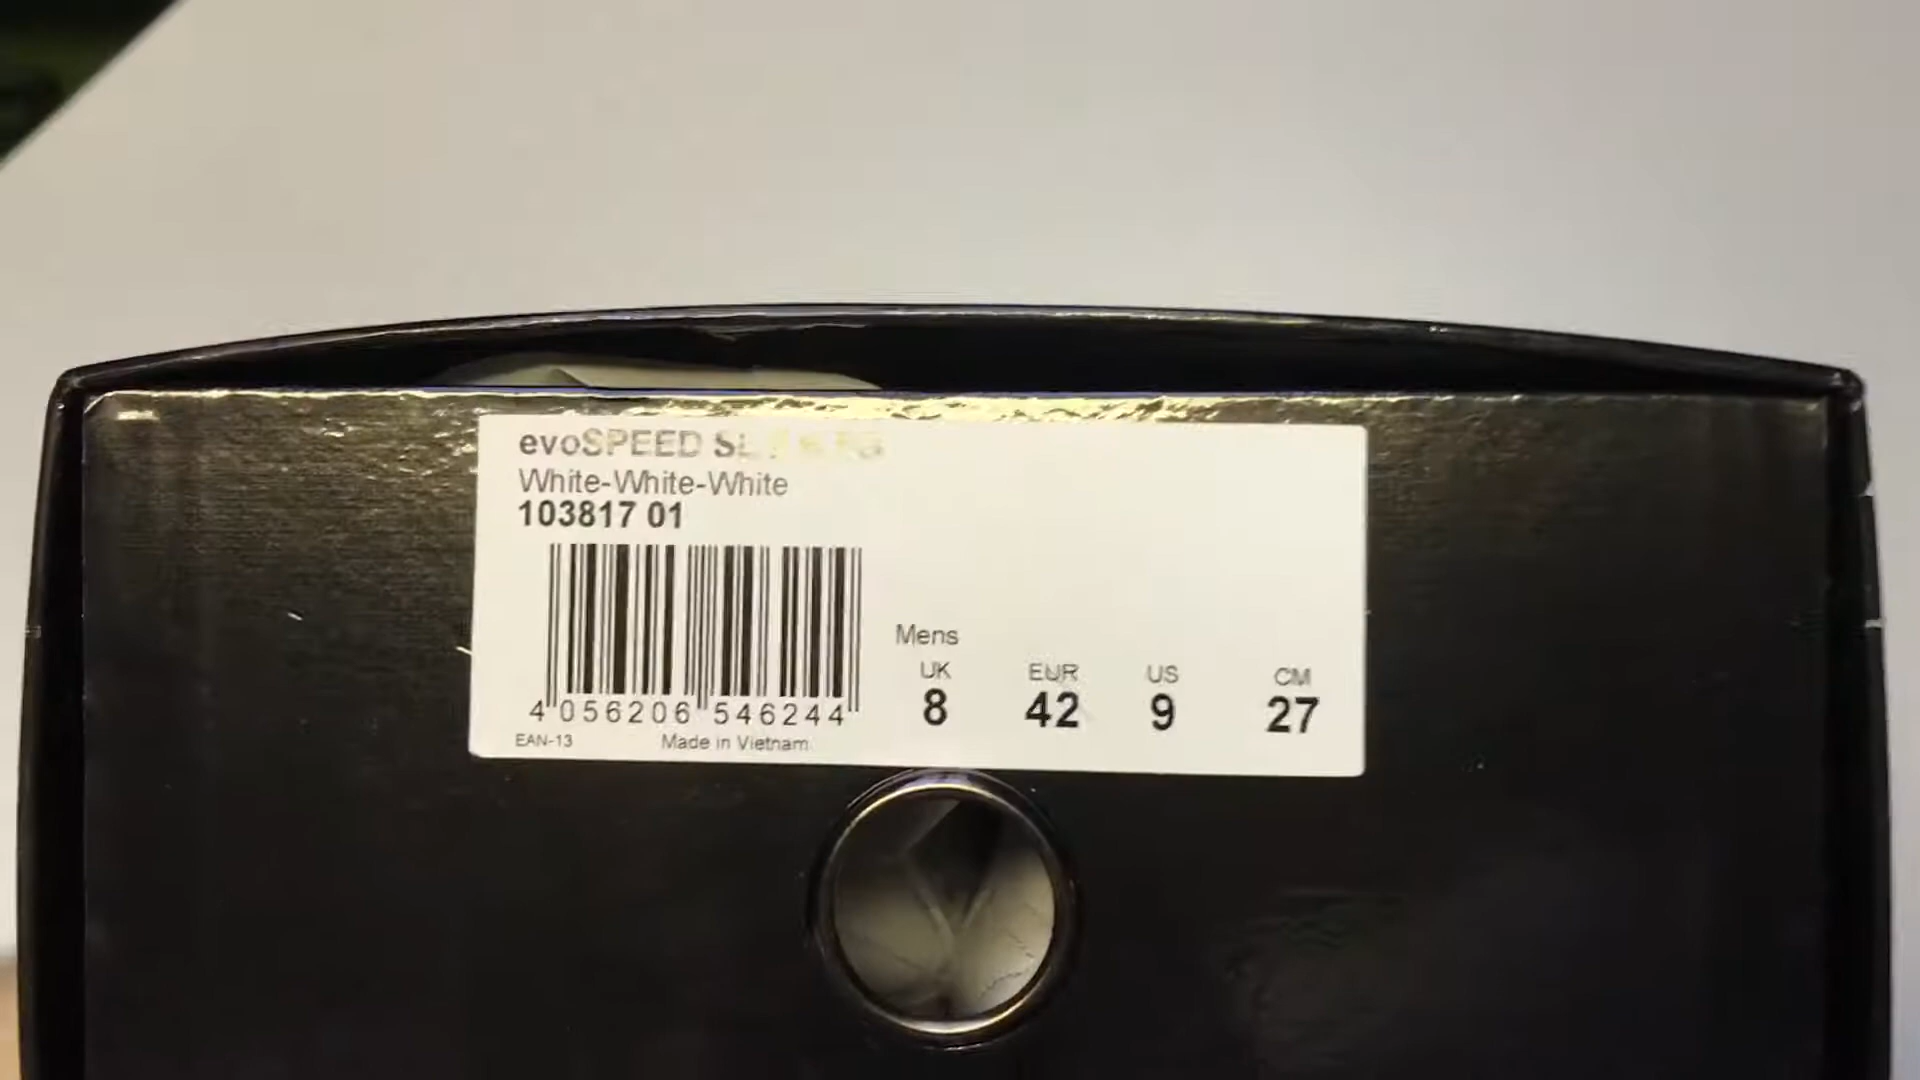 evoSPEED SL
White-White-White
103817 01
Mens
UK EUR US CM
8 42 9 27
4 056206 546244
EAN-13 Made in Vietnam